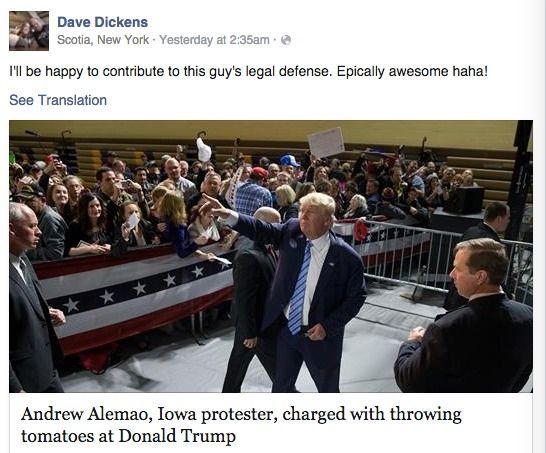 Dave Dickens
Scotia, New York · Yesterday at 2:35am ·
I'll be happy to contribute to this guy's legal defense. Epically awesome haha!
See Translation
Andrew Alemao, Iowa protester, charged with throwing
tomatoes at Donald Trump